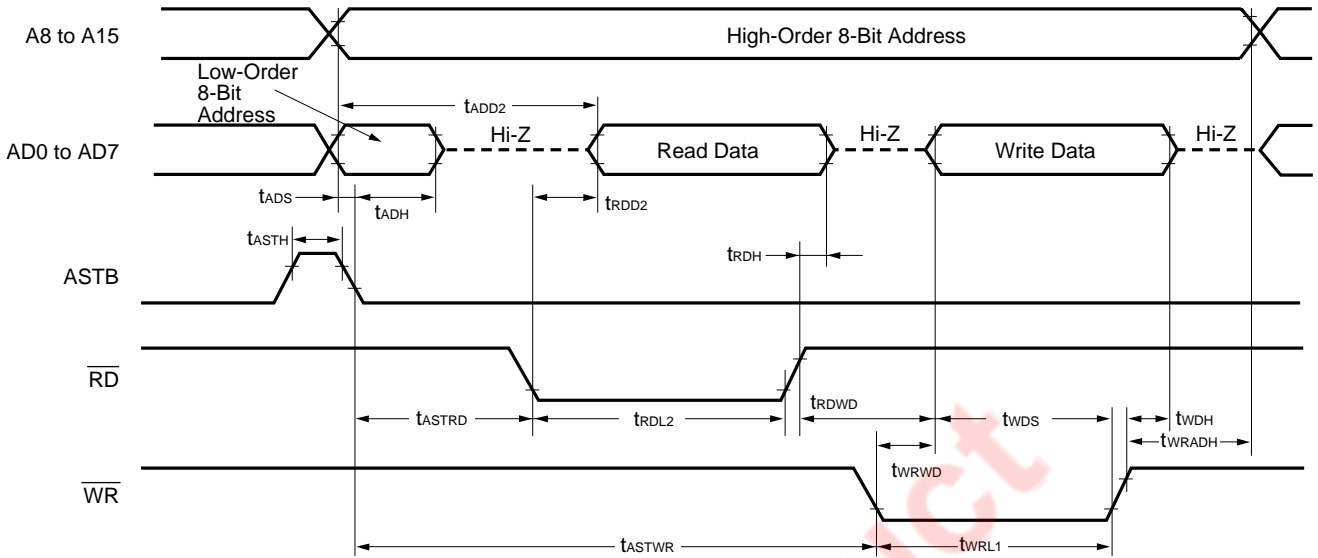 A8 to A15
High-Order 8-Bit Address
Low-Order
8-Bit
Address
tADD2
AD0 to AD7
Hi-Z
Read Data
Hi-Z
Write Data
Hi-Z
tADS
tADH
tRDD2
tASTH
tRDH
ASTB
RD
tASTRD
tRDL2
tRDWD
tWDS
tWDH
tWRADH
tWRWD
WR
tASTWR
tWRL1